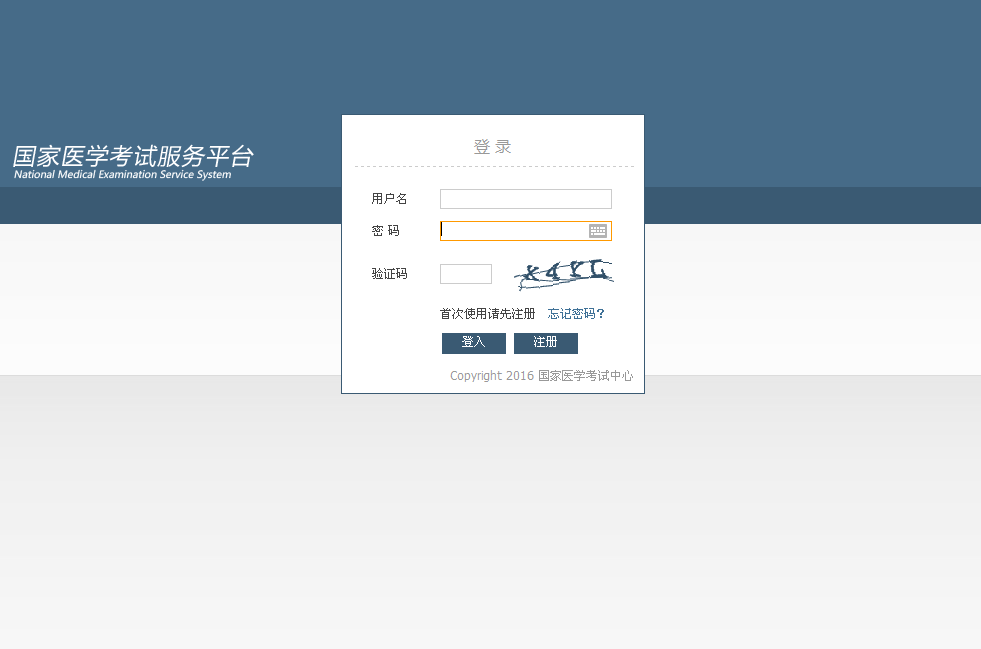 国家医学考试服务平台
National Medical Examination Service System
登 录
用户名
密 码
验证码
首次使用请先注册 忘记密码?
登入 注册
Copyright 2016 国家医学考试中心